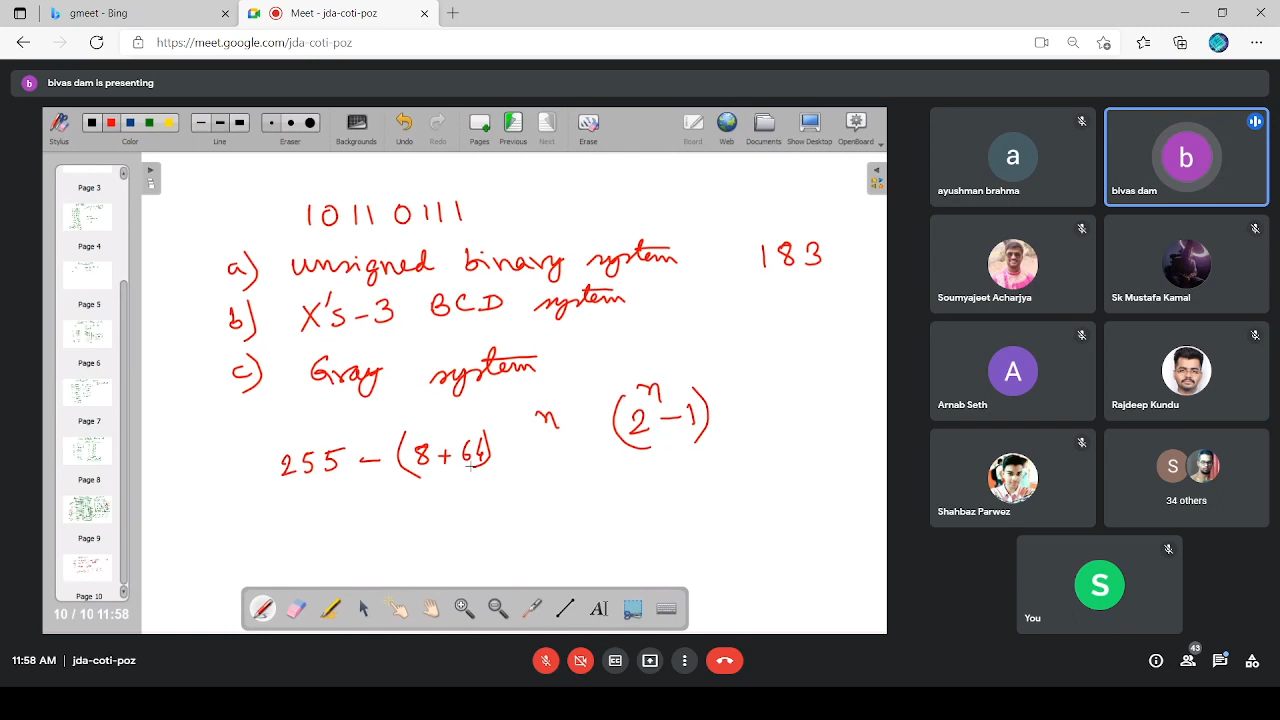 gmeet - Bing
Meet - jda-coti-poz
https://meet.google.com/jda-coti-poz
b bivas dam is presenting
Stylus Color Line Eraser Backgrounds Undo Redo Pages Previous Next Erase Board Web Documents Show Desktop OpenBoard
Page 3
Page 4
Page 5
Page 6
Page 7
Page 8
Page 9
Page 10
10 / 10 11:58
10110111
a) unsigned binary system 183
b) X's-3 BCD system
c) Gray system
n (2^n - 1)
255 - (8 + 64)
a
ayushman brahma
b
bivas dam
Soumyajeet Acharjya
Sk Mustafa Kamal
A
Arnab Seth
Rajdeep Kundu
Shahbaz Parwez
S
34 others
S
You
11:58 AM | jda-coti-poz
43